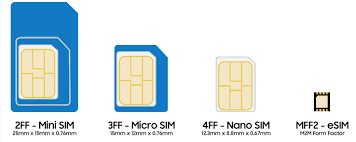 2FF - Mini SIM
25mm x 15mm x 0.76mm
3FF - Micro SIM
15mm x 12mm x 0.76mm
4FF - Nano SIM
12.3mm x 8.8mm x 0.67mm
MFF2 - eSIM
M2M Form Factor